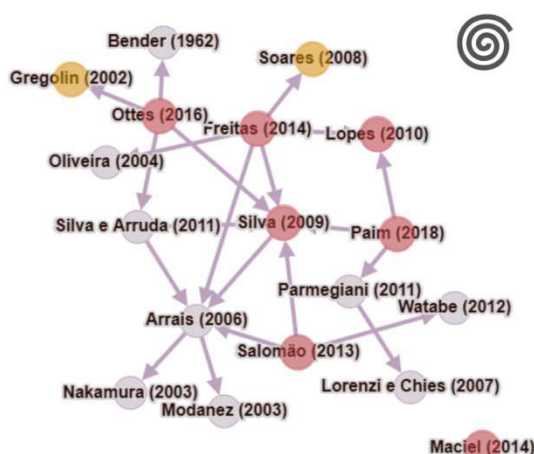 Bender (1962)
Soares (2008)
Gregolin (2002)
Ottes (2016)
Freitas (2014)
Lopes (2010)
Oliveira (2004)
Silva e Arruda (2011)
Silva (2009)
Paim (2018)
Parmegiani (2011)
Watabe (2012)
Arrais (2006)
Salomão (2013)
Nakamura (2003)
Modanez (2003)
Lorenzi e Chies (2007)
Maciel (2014)